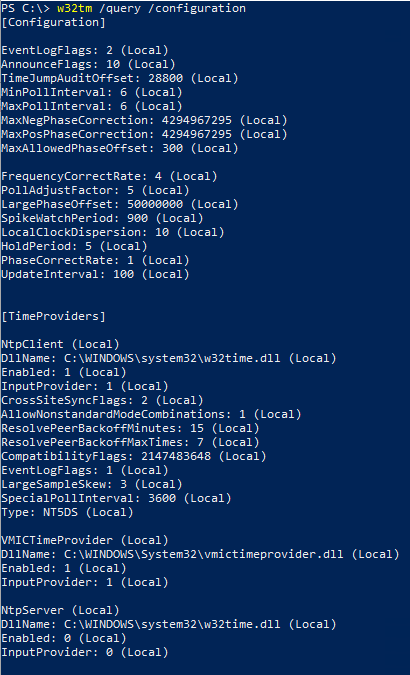 PS C:\> w32tm /query /configuration
[Configuration]
EventLogFlags: 2 (Local)
AnnounceFlags: 10 (Local)
TimeJumpAuditOffset: 28800 (Local)
MinPollInterval: 6 (Local)
MaxPollInterval: 6 (Local)
MaxNegPhaseCorrection: 4294967295 (Local)
MaxPosPhaseCorrection: 4294967295 (Local)
MaxAllowedPhaseOffset: 300 (Local)
FrequencyCorrectRate: 4 (Local)
PollAdjustFactor: 5 (Local)
LargePhaseOffset: 50000000 (Local)
SpikeWatchPeriod: 900 (Local)
LocalClockDispersion: 10 (Local)
HoldPeriod: 5 (Local)
PhaseCorrectRate: 1 (Local)
UpdateInterval: 100 (Local)
[TimeProviders]
NtpClient (Local)
DllName: C:\WINDOWS\system32\w32time.dll (Local)
Enabled: 1 (Local)
InputProvider: 1 (Local)
CrossSiteSyncFlags: 2 (Local)
AllowNonstandardModeCombinations: 1 (Local)
ResolvePeerBackoffMinutes: 15 (Local)
ResolvePeerBackoffMaxTimes: 7 (Local)
CompatibilityFlags: 2147483648 (Local)
EventLogFlags: 1 (Local)
LargeSampleSkew: 3 (Local)
SpecialPollInterval: 3600 (Local)
Type: NT5DS (Local)
VMICTimeProvider (Local)
DllName: C:\WINDOWS\System32\vmictimeprovider.dll (Local)
Enabled: 1 (Local)
InputProvider: 1 (Local)
NtpServer (Local)
DllName: C:\WINDOWS\system32\w32time.dll (Local)
Enabled: 0 (Local)
InputProvider: 0 (Local)